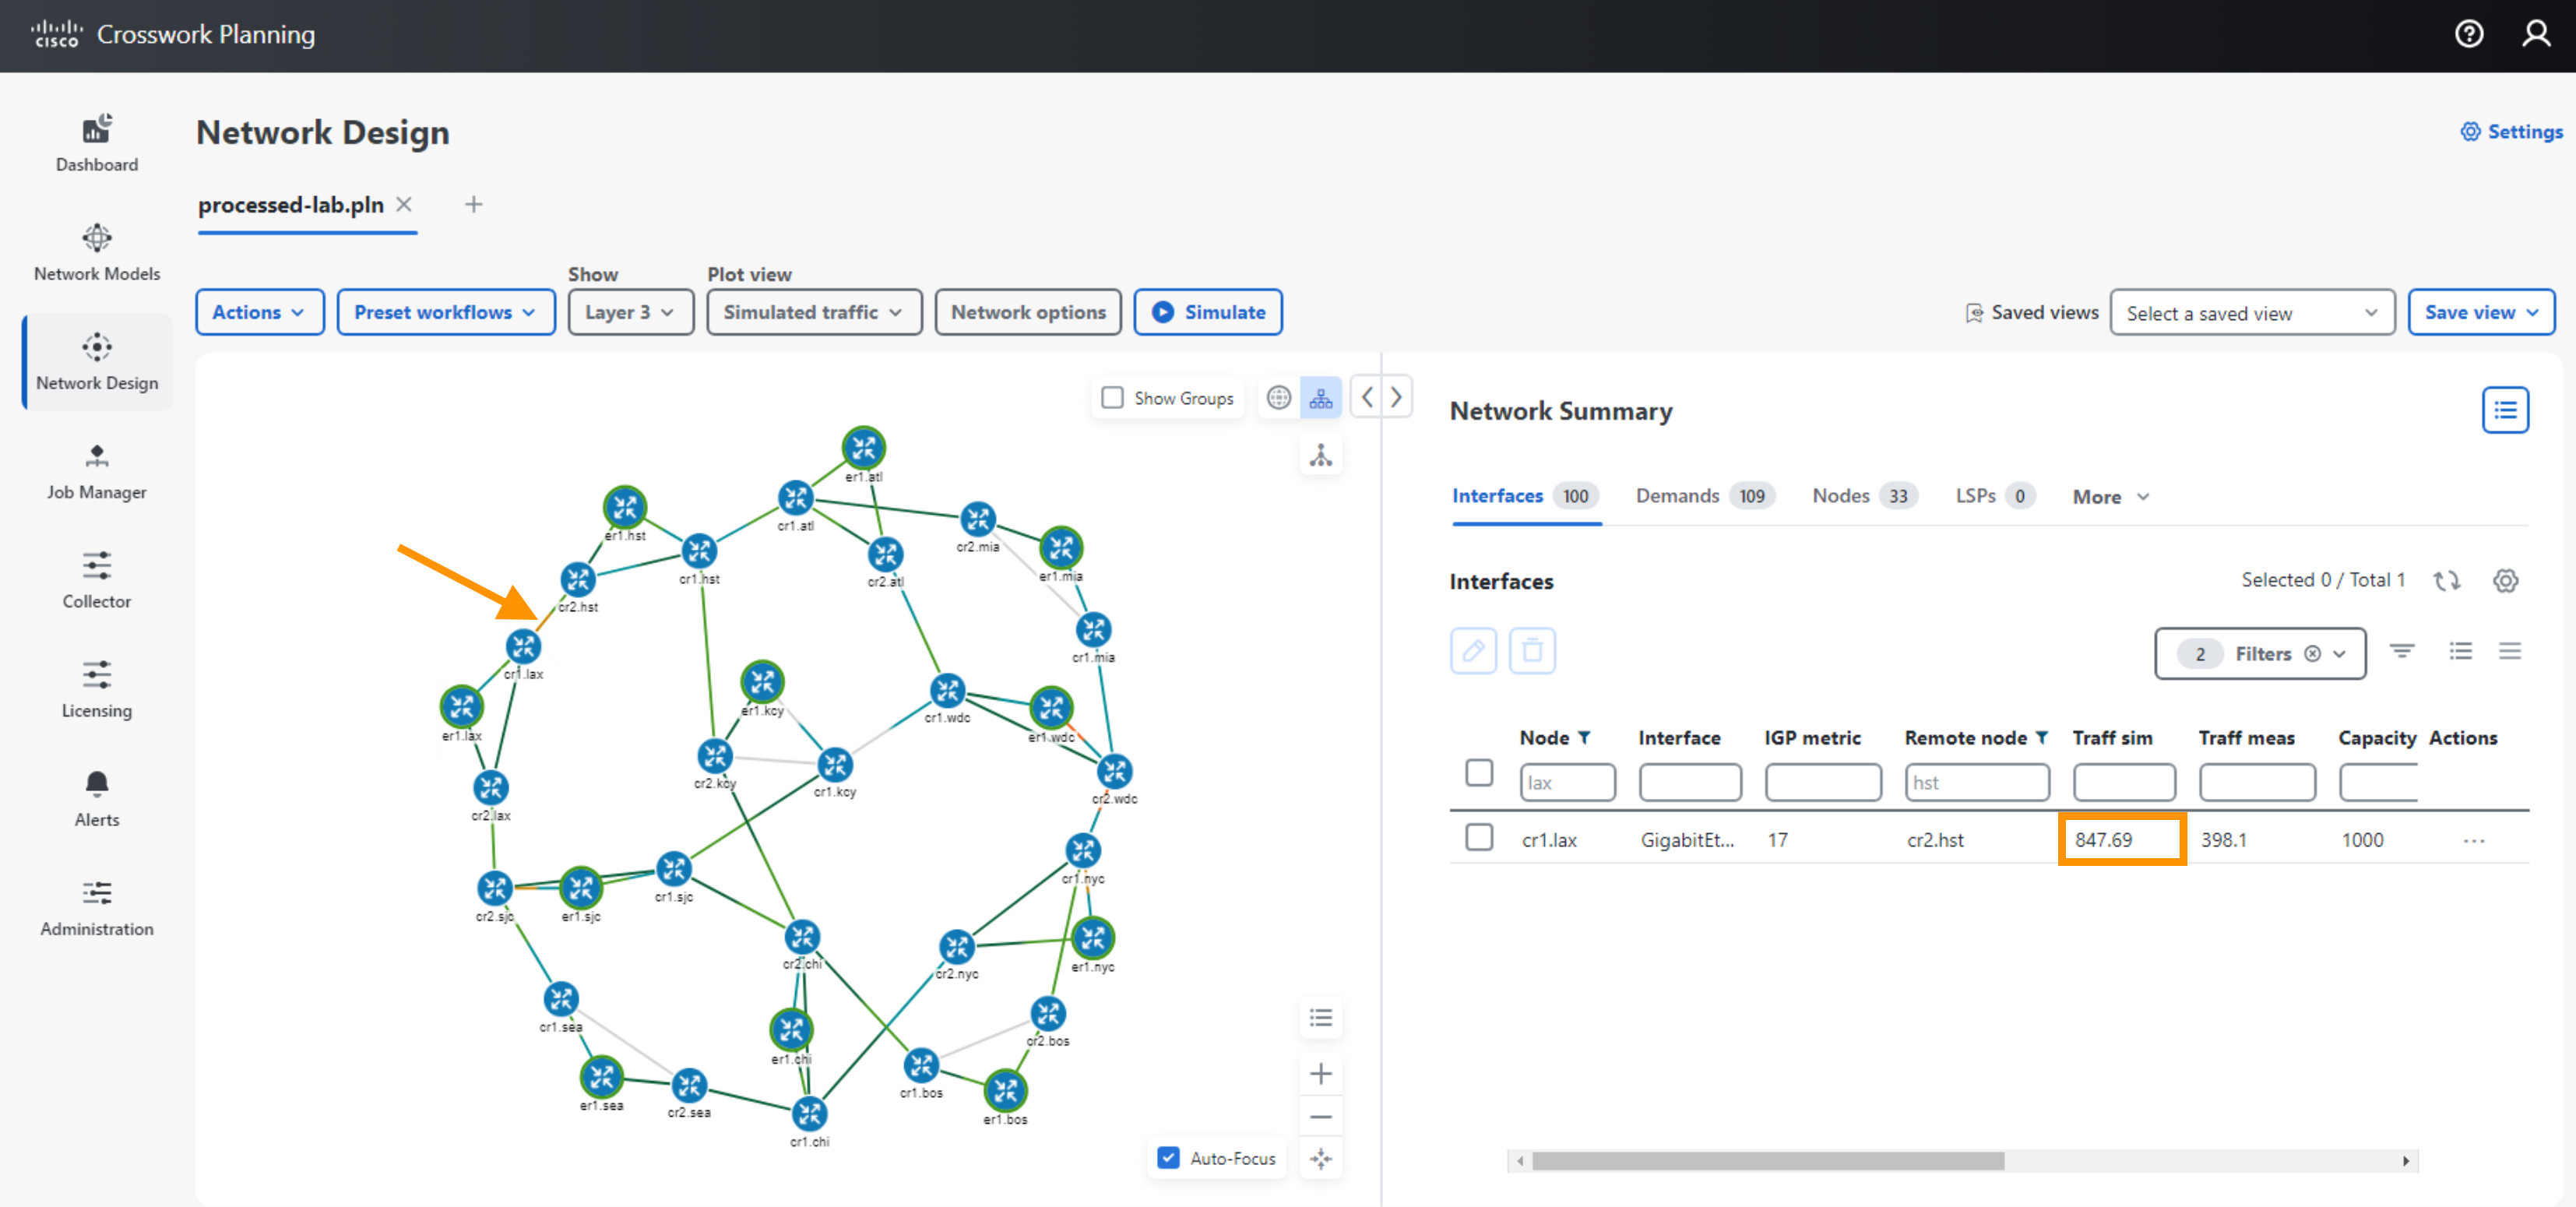 cisco Crosswork Planning
Dashboard
Network Models
Network Design
Job Manager
Collector
Licensing
Alerts
Administration
Network Design
Settings
processed-lab.pln
Show
Plot view
Actions
Preset workflows
Layer 3
Simulated traffic
Network options
Simulate
Saved views
Select a saved view
Save view
Show Groups
er1.atl
cr1.atl
er1.hst
cr2.mia
cr2.atl
cr1.hst
er1.mia
cr2.hst
cr1.mia
cr1.lax
er1.kcy
cr1.wdc
er1.lax
er1.wdc
cr2.kcy
cr1.kcy
cr2.wdc
cr2.lax
cr1.nyc
cr1.sjc
cr2.sjc
er1.sjc
cr2.chi
cr2.nyc
er1.nyc
cr1.sea
cr2.bos
er1.chi
cr1.bos
er1.sea
cr2.sea
er1.bos
cr1.chi
Auto-Focus
Network Summary
Interfaces 100
Demands 109
Nodes 33
LSPs 0
More
Interfaces
Selected 0 / Total 1
2 Filters
Node Interface IGP metric Remote node Traff sim Traff meas Capacity Actions
lax hst
cr1.lax GigabitEt... 17 cr2.hst 847.69 398.1 1000 ...